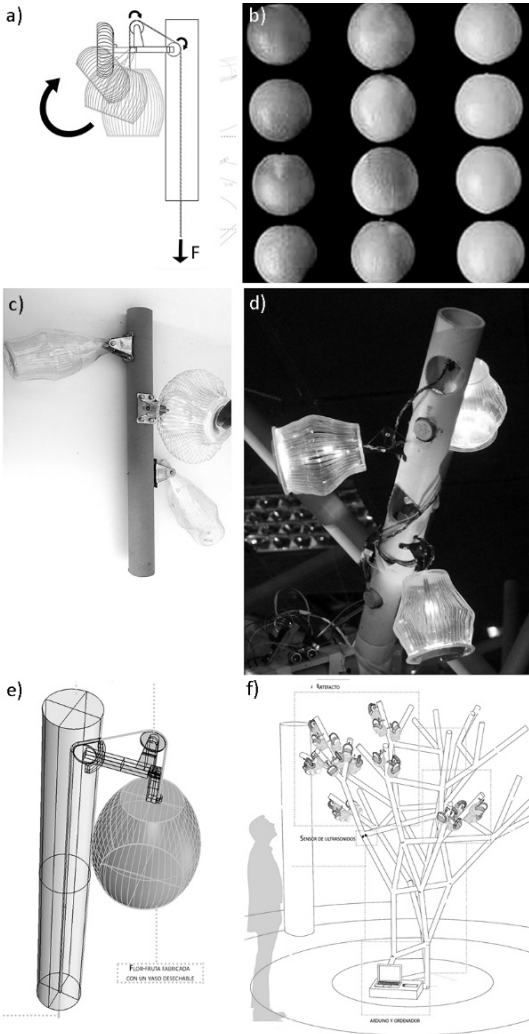 a)
b)
F
c)
d)
e)
f)
ARTEFACTO
SENSOR DE ULTRASONIDOS
FLOR-FRUTA FABRICADA
CON UN VASO DESECHABLE
ARDUINO Y ORDENADOR